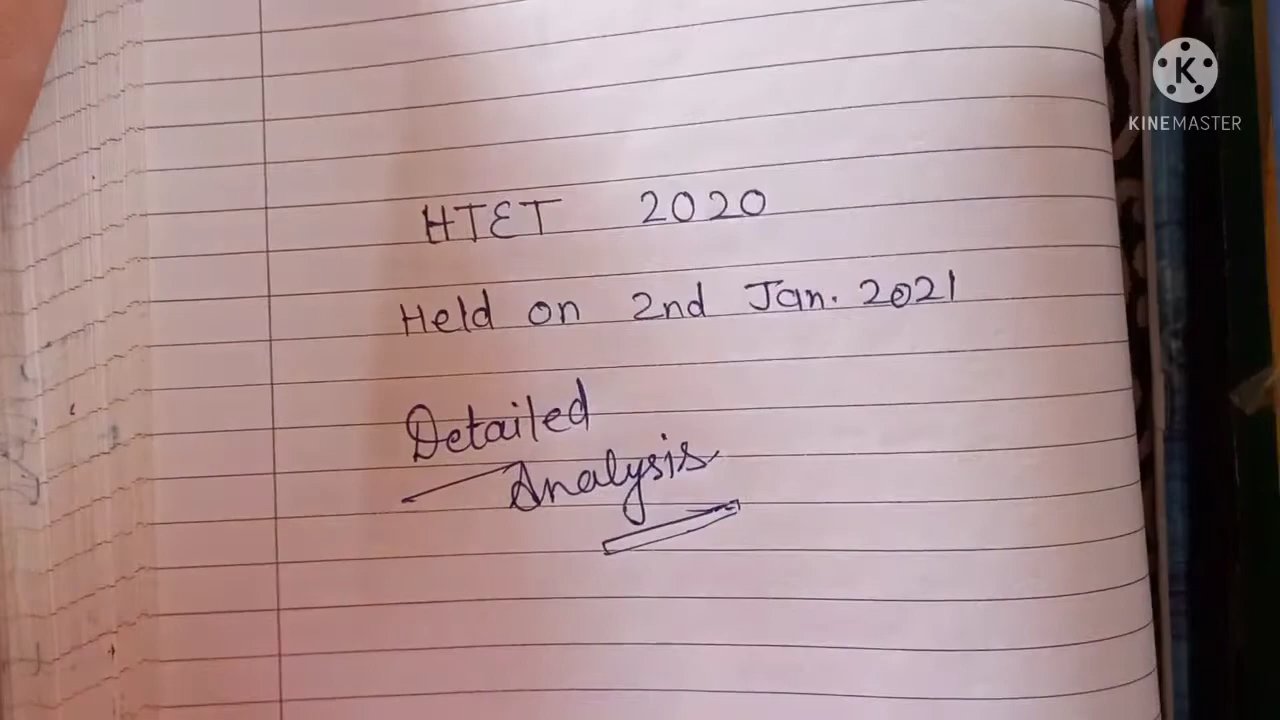 K
KINEMASTER
HTET 2020
Held on 2nd Jan. 2021
Detailed
Analysis